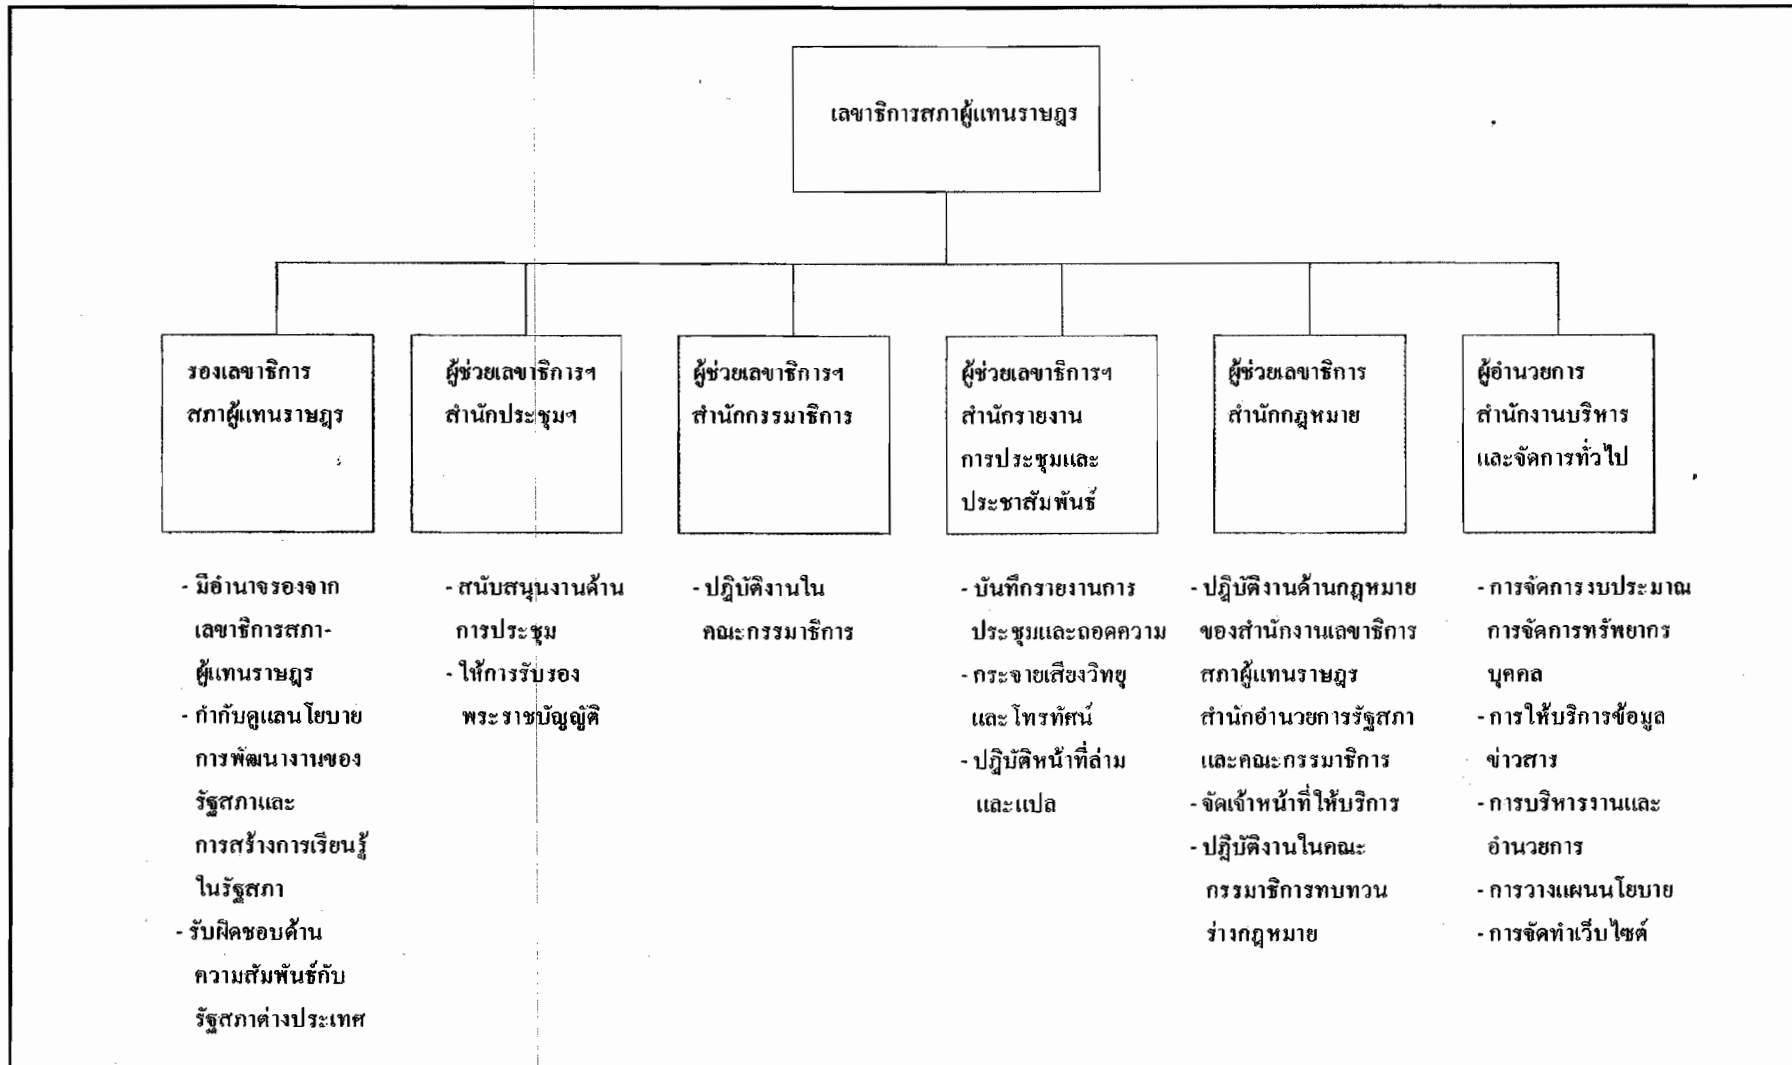 เลขาธิการสภาผู้แทนราษฎร
รองเลขาธิการ
สภาผู้แทนราษฎร
ผู้ช่วยเลขาธิการฯ
สำนักประชุมฯ
ผู้ช่วยเลขาธิการฯ
สำนักกรรมาธิการ
ผู้ช่วยเลขาธิการฯ
สำนักรายงาน
การประชุมและ
ประชาสัมพันธ์
ผู้ช่วยเลขาธิการ
สำนักกฎหมาย
ผู้อำนวยการ
สำนักงานบริหาร
และจัดการทั่วไป
- มีอำนาจรองจาก
เลขาธิการสภา-
ผู้แทนราษฎร
- กำกับดูแลนโยบาย
การพัฒนางานของ
รัฐสภาและ
การสร้างการเรียนรู้
ในรัฐสภา
- รับผิดชอบด้าน
ความสัมพันธ์กับ
รัฐสภาต่างประเทศ
- สนับสนุนงานด้าน
การประชุม
- ให้การรับรอง
พระราชบัญญัติ
- ปฎิบัติงานใน
คณะกรรมาธิการ
- บันทึกรายงานการ
ประชุมและถอดความ
- กระจายเสียงวิทยุ
และโทรทัศน์
- ปฎิบัติหน้าที่ล่าม
และแปล
- ปฎิบัติงานด้านกฎหมาย
ของสำนักงานเลขาธิการ
สภาผู้แทนราษฎร
สำนักอำนวยการรัฐสภา
และคณะกรรมาธิการ
- จัดเจ้าหน้าที่ให้บริการ
- ปฎิบัติงานในคณะ
กรรมาธิการทบทวน
ร่างกฎหมาย
- การจัดการงบประมาณ
การจัดการทรัพยากร
บุคคล
- การให้บริการข้อมูล
ข่าวสาร
- การบริหารงานและ
อำนวยการ
- การวางแผนนโยบาย
- การจัดทำเว็บไซต์